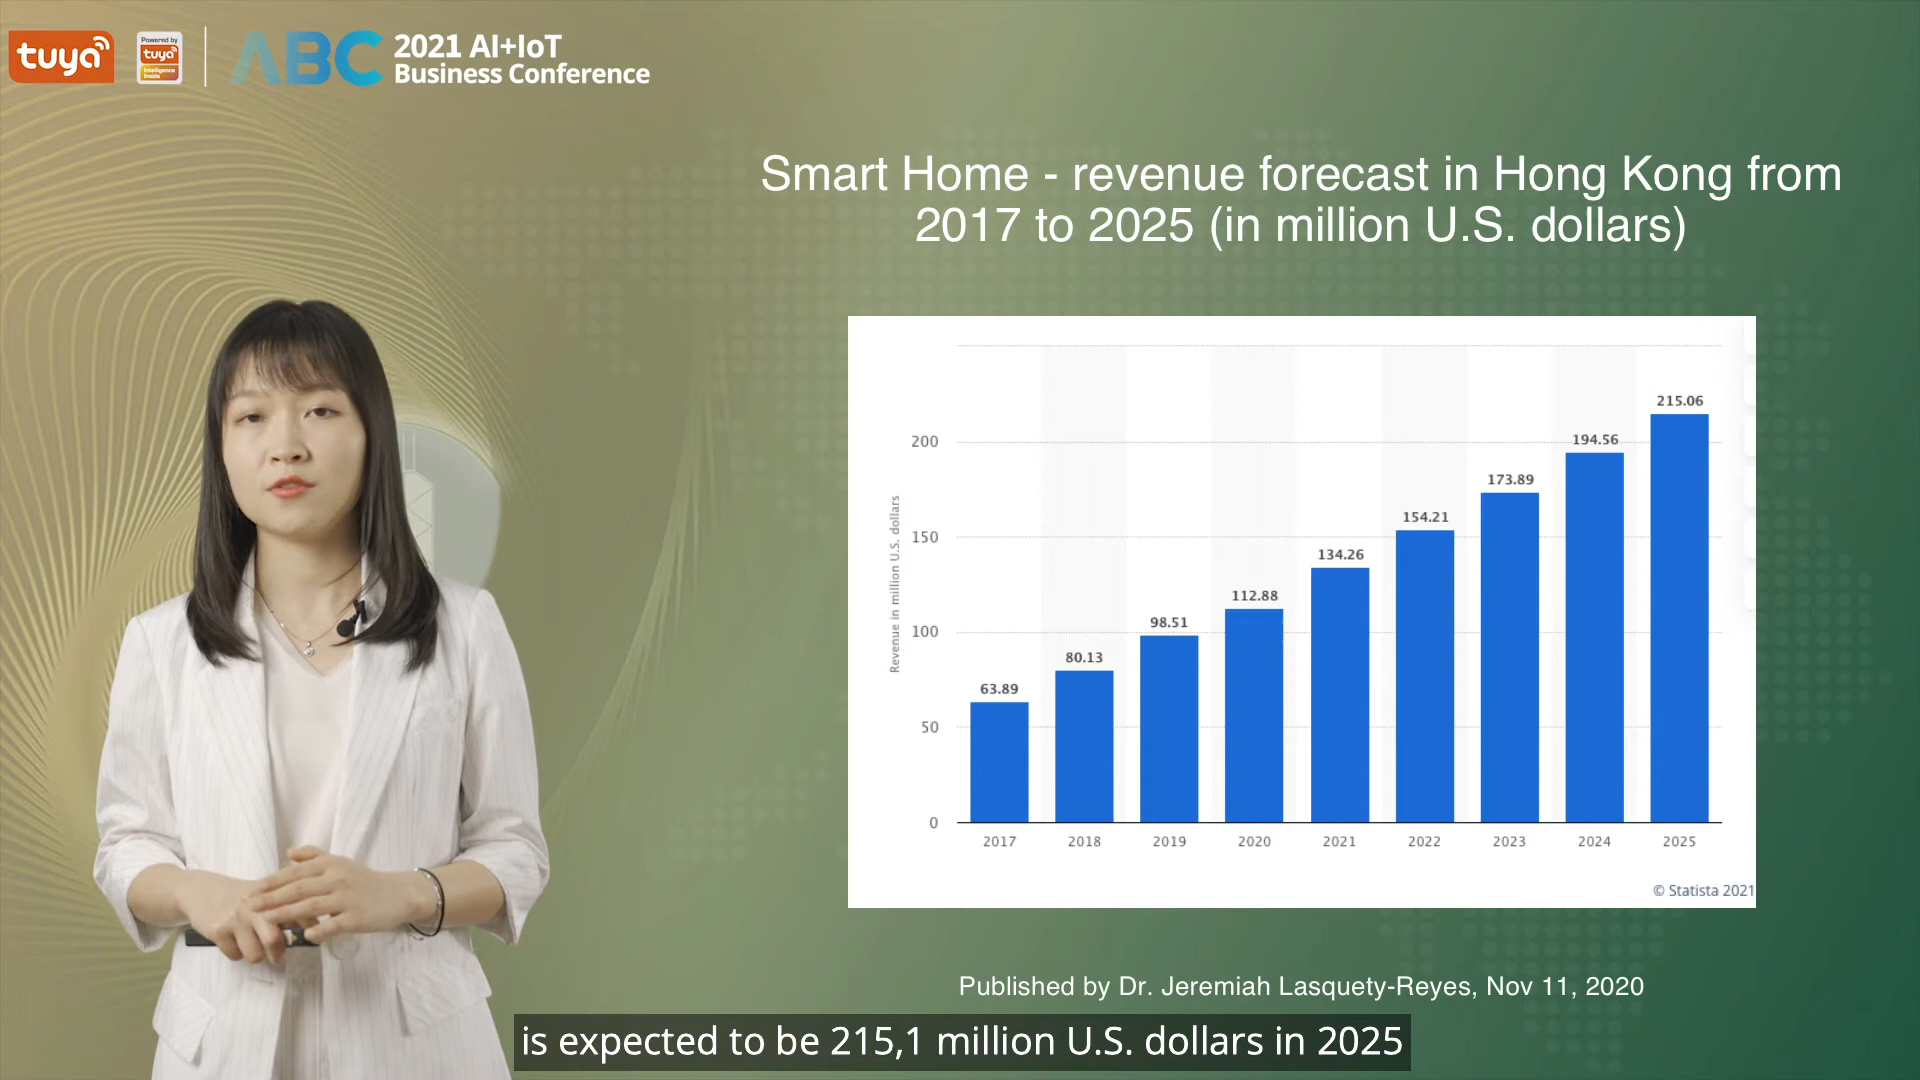 tuya
Powered by
tuya
Intelligence
Inside
ABC
2021 AI+IoT
Business Conference
Smart Home - revenue forecast in Hong Kong from
2017 to 2025 (in million U.S. dollars)
Revenue in million U.S. dollars
200
150
100
50
0
63.89
80.13
98.51
112.88
134.26
154.21
173.89
194.56
215.06
2017 2018 2019 2020 2021 2022 2023 2024 2025
© Statista 2021
Published by Dr. Jeremiah Lasquety-Reyes, Nov 11, 2020
is expected to be 215,1 million U.S. dollars in 2025